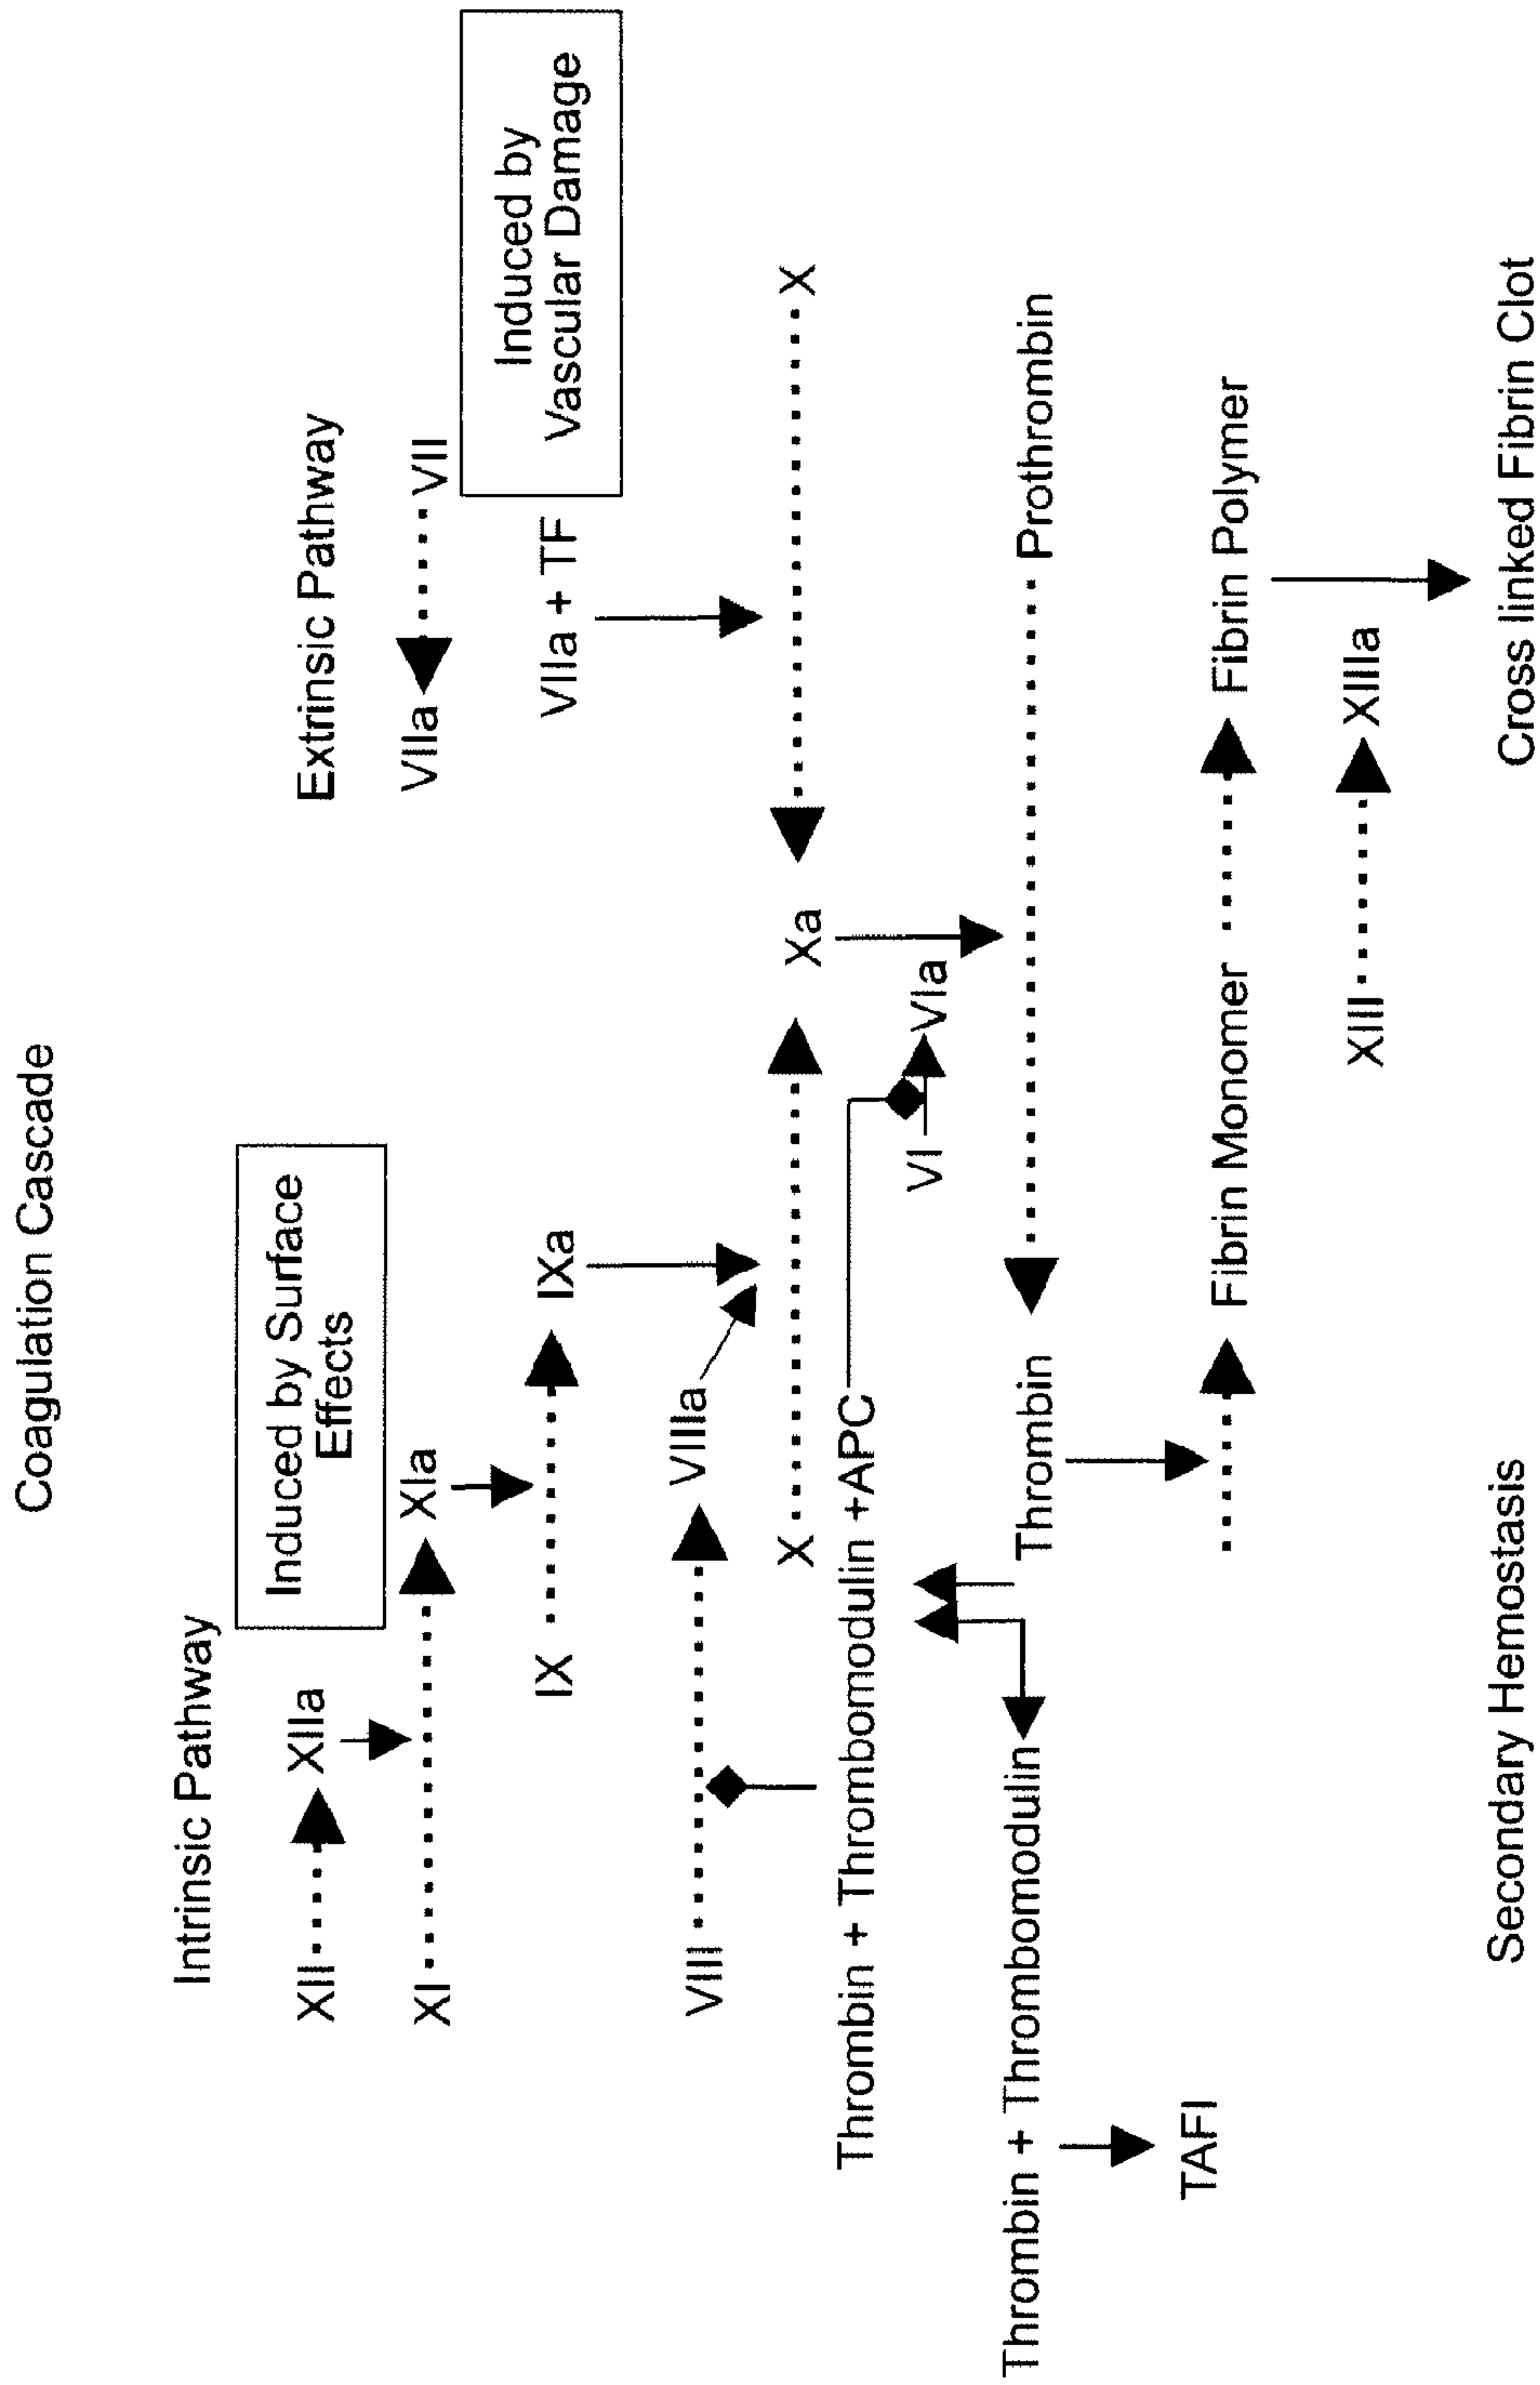 Coagulation Cascade
Intrinsic Pathway
Induced by Surface
Effects
XII
XIIa
XI
XIa
IX
IXa
VIII
VIIIa
X
Thrombin + Thrombomodulin +APC
VI
VIa
Thrombin + Thrombomodulin
TAFI
Extrinsic Pathway
VIIa
VII
VIIa + TF
Induced by
Vascular Damage
Xa
X
Thrombin
Prothrombin
Fibrin Monomer
Fibrin Polymer
XIII
XIIIa
Secondary Hemostasis
Cross linked Fibrin Clot